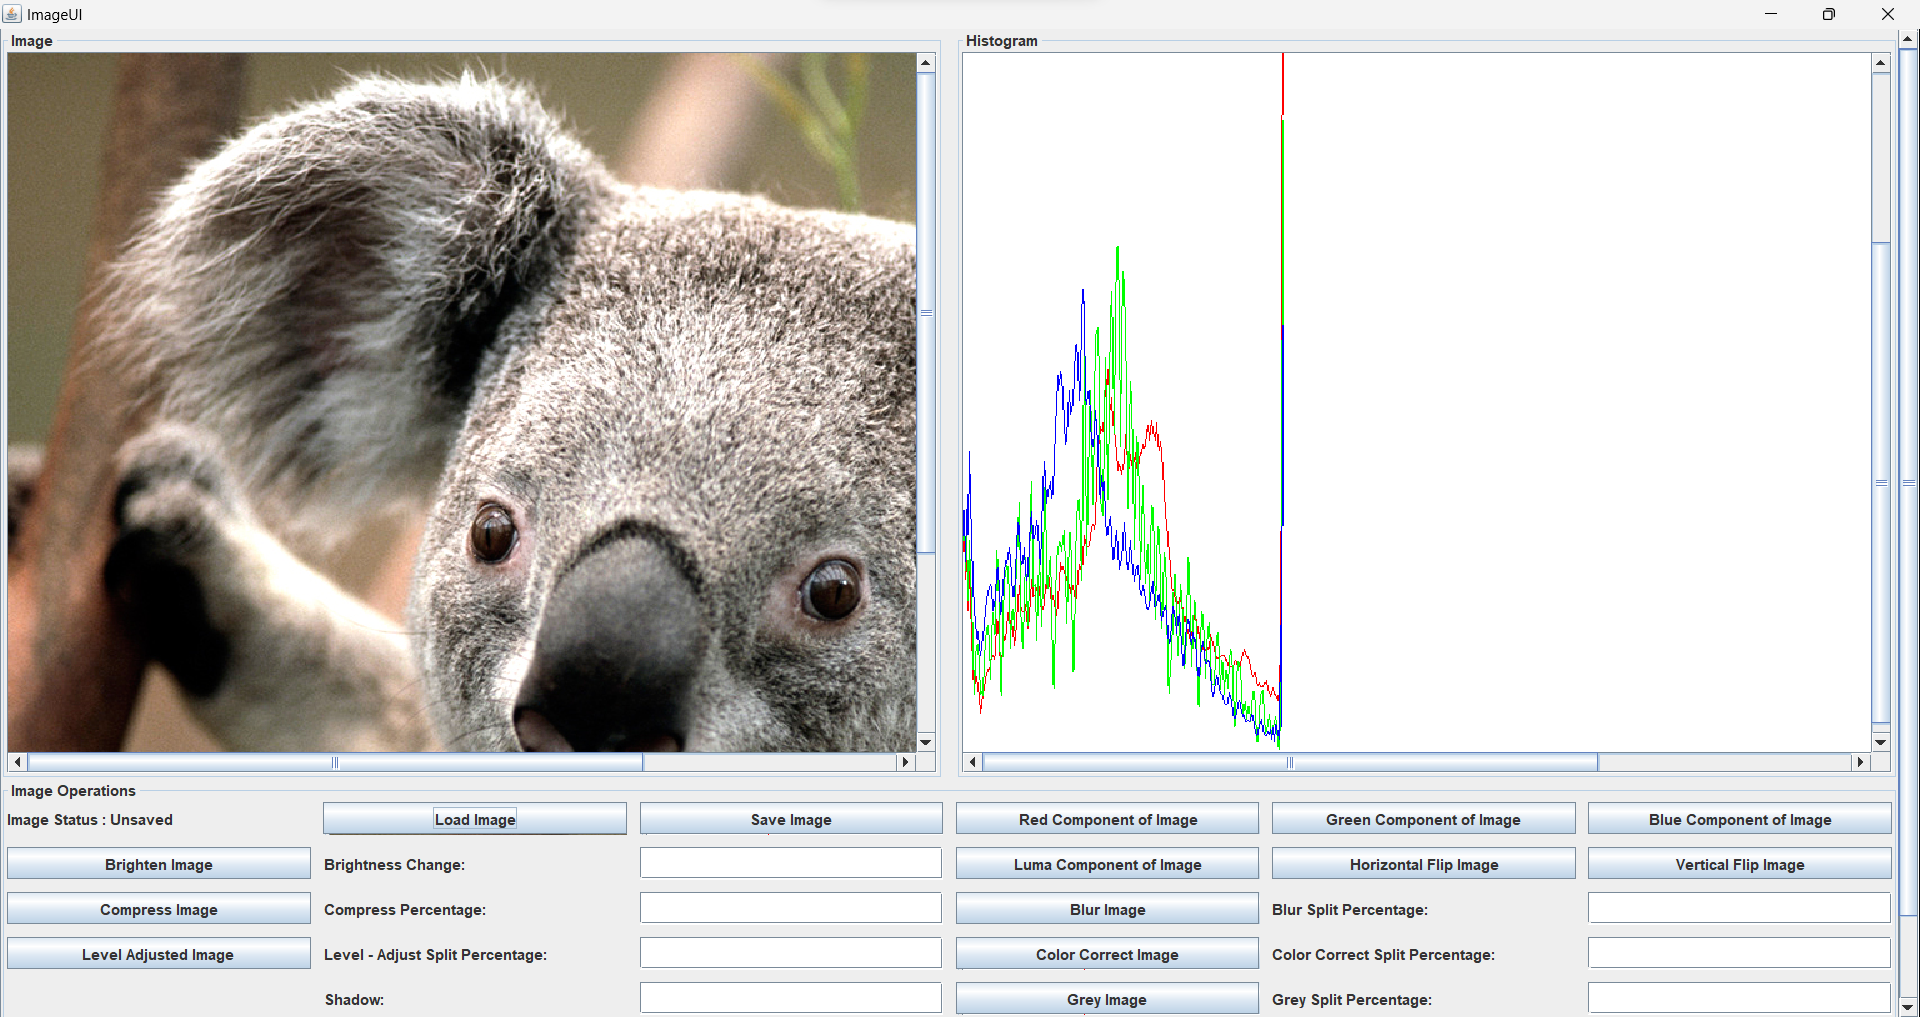 ImageUI
Image
Histogram
Image Operations
Image Status : Unsaved
Load Image
Save Image
Red Component of Image
Green Component of Image
Blue Component of Image
Brighten Image
Brightness Change:
Luma Component of Image
Horizontal Flip Image
Vertical Flip Image
Compress Image
Compress Percentage:
Blur Image
Blur Split Percentage:
Level Adjusted Image
Level - Adjust Split Percentage:
Color Correct Image
Color Correct Split Percentage:
Shadow:
Grey Image
Grey Split Percentage: